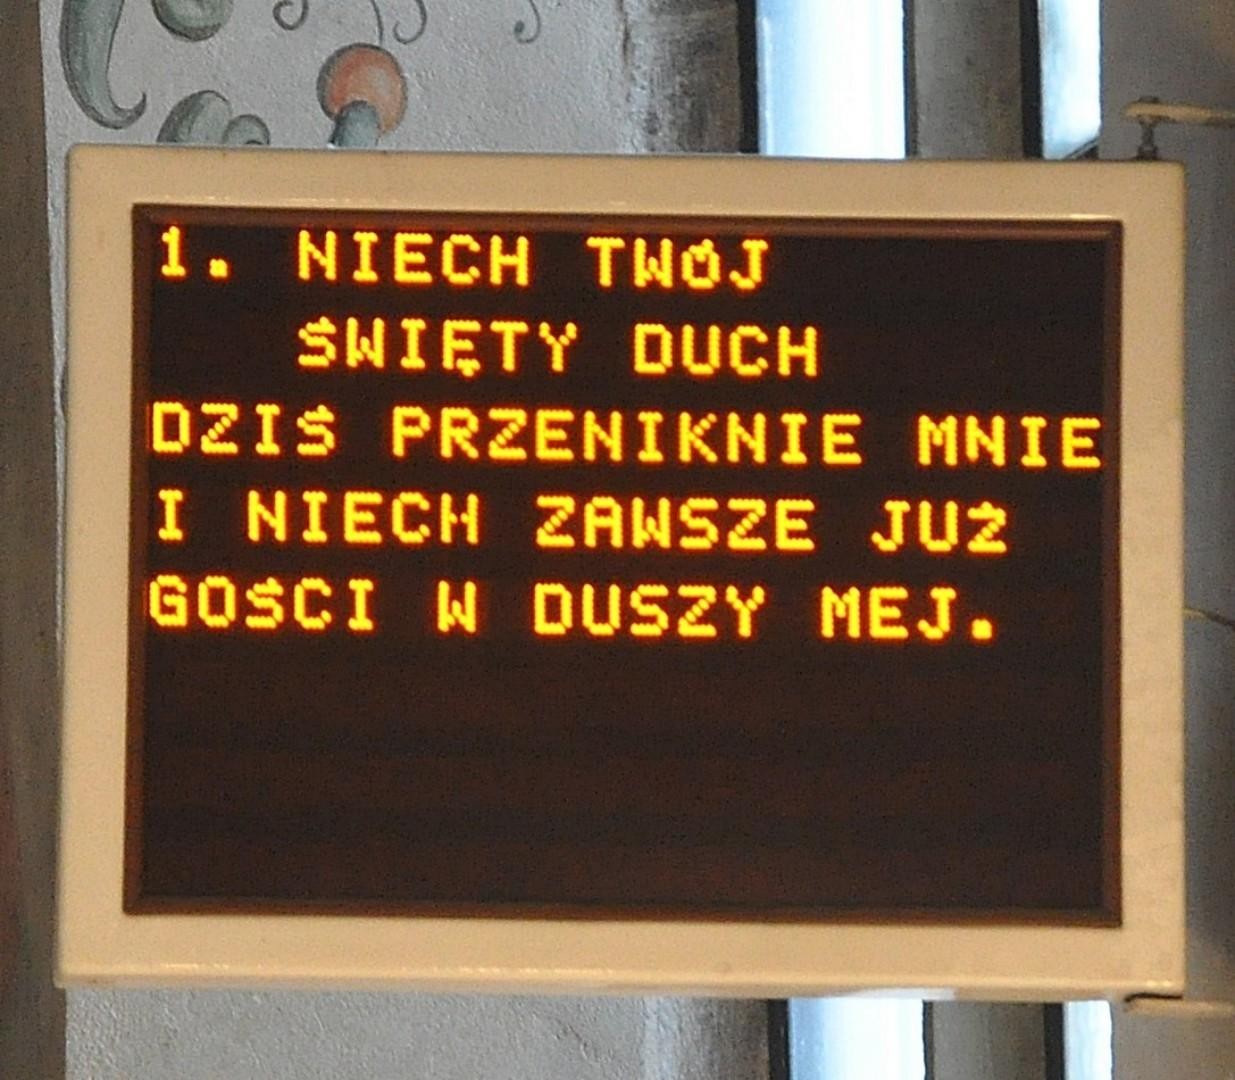 1. NIECH TWÓJ
ŚWIĘTY DUCH
DZIŚ PRZENIKNIE MNIE
I NIECH ZAWSZE JUŻ
GOŚCI W DUSZY MEJ.